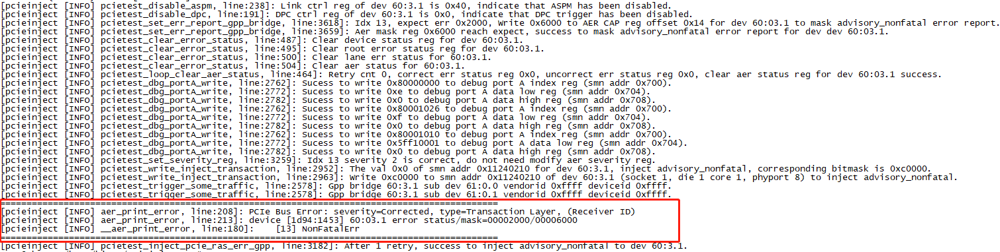 [pcieinject [INFO] pcietest_disable_aspm, line:238]: Link ctrl reg of dev 60:3.1 is 0x40, indicate that ASPM has been disabled.
[pcieinject [INFO] pcietest_disable_dpc, line:191]: DPC ctrl reg of dev 60:3.1 is 0x0, indicate that DPC trigger has been disabled.
[pcieinject [INFO] pcietest_set_err_report_gpp_bridge, line:3618]: Idx 13, expect err 0x2000, Write 0x6000 to AER CAP reg offset 0x14 for dev 60:03.1 to mask advisory_nonfatal error report.
[pcieinject [INFO] pcietest_set_err_report_gpp_bridge, line:3659]: Aer mask reg 0x6000 reach expect, success to mask advisory_nonfatal error report for dev dev 60:03.1.
[pcieinject [INFO] pcietest_clear_error_status, line:487]: Clear device status reg for dev 60:03.1.
[pcieinject [INFO] pcietest_clear_error_status, line:495]: Clear root error status reg for dev 60:03.1.
[pcieinject [INFO] pcietest_clear_error_status, line:500]: Clear lane err status for 60:03.1.
[pcieinject [INFO] pcietest_clear_error_status, line:504]: Clear aer status for 60:03.1.
[pcieinject [INFO] pcietest_loop_clear_aer_status, line:464]: Retry cnt 0, correct err status reg 0x0, uncorrect err status reg 0x0, clear aer status reg for dev 60:03.1 success.
[pcieinject [INFO] pcietest_dbg_portA_write, line:2762]: Sucess to write 0x80000000 to debug port A index reg (smn addr 0x700).
[pcieinject [INFO] pcietest_dbg_portA_write, line:2772]: Sucess to write 0xe to debug port A data low reg (smn addr 0x704).
[pcieinject [INFO] pcietest_dbg_portA_write, line:2782]: Sucess to write 0x0 to debug port A data high reg (smn addr 0x708).
[pcieinject [INFO] pcietest_dbg_portA_write, line:2762]: Sucess to write 0x80001026 to debug port A index reg (smn addr 0x700).
[pcieinject [INFO] pcietest_dbg_portA_write, line:2772]: Sucess to write 0xf to debug port A data low reg (smn addr 0x704).
[pcieinject [INFO] pcietest_dbg_portA_write, line:2782]: Sucess to write 0x0 to debug port A data high reg (smn addr 0x708).
[pcieinject [INFO] pcietest_dbg_portA_write, line:2762]: Sucess to write 0x80001010 to debug port A index reg (smn addr 0x700).
[pcieinject [INFO] pcietest_dbg_portA_write, line:2772]: Sucess to write 0x5ff10001 to debug port A data low reg (smn addr 0x704).
[pcieinject [INFO] pcietest_dbg_portA_write, line:2782]: Sucess to write 0x0 to debug port A data high reg (smn addr 0x708).
[pcieinject [INFO] pcietest_set_severity_reg, line:3259]: Idx 13 severity 2 is correct, do not need modify aer severity reg.
[pcieinject [INFO] pcietest_write_inject_transaction, line:2952]: The val 0x0 of smn addr 0x11240210 for dev 60:3.1, inject advisory_nonfatal, corresponding bitmask is 0xc0000.
[pcieinject [INFO] pcietest_write_inject_transaction, line:2963]: Write 0xc0000 to smn addr 0x11240210 of dev 60:3.1 (socket 1, die 1 core 1, phyport 8) to inject advisory_nonfatal.
[pcieinject [INFO] pcietest_trigger_some_traffic, line:2578]: Gpp bridge 60:3.1 sub dev 61:0.0 vendorid 0xffff deviceid 0xffff.
[pcieinject [INFO] pcietest_trigger_some_traffic, line:2578]: Gpp bridge 60:3.1 sub dev 61:0.1 vendorid 0xffff deviceid 0xffff.
[pcieinject [INFO] aer_print_error, line:208]: PCIe Bus Error: severity=Corrected, type=Transaction Layer, (Receiver ID)
[pcieinject [INFO] aer_print_error, line:213]: device [1d94:1453] 60:03.1 error status/mask=00002000/00006000
[pcieinject [INFO] __aer_print_error, line:180]: [13] NonFatalErr
[pcieinject [INFO] pcietest_inject_pcie_ras_err_gpp, line:3182]: After 1 retry, success to inject advisory_nonfatal to dev 60:3.1.